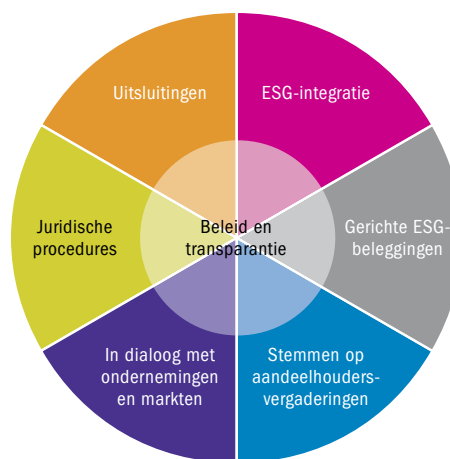 Uitsluitingen
ESG-integratie
Juridische
procedures
Beleid en
transparantie
Gerichte ESG-
beleggingen
In dialoog met
ondernemingen
en markten
Stemmen op
aandeelhouders-
vergaderingen